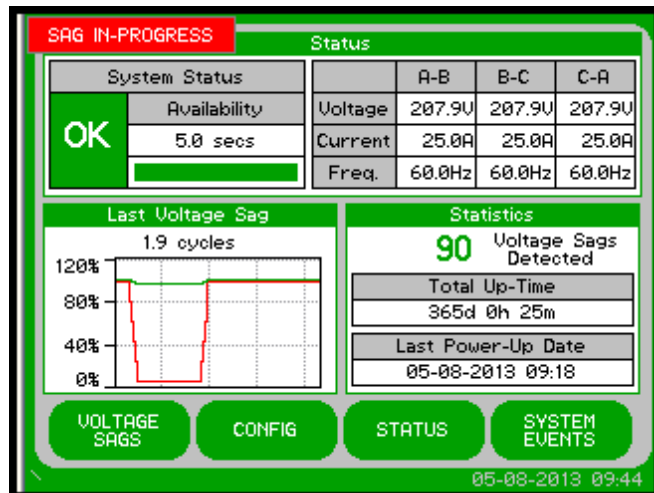 SAG IN-PROGRESS
Status
System Status
Availability
OK
5.0 secs
A-B B-C C-A
Voltage 207.9V 207.9V 207.9V
Current 25.0A 25.0A 25.0A
Freq. 60.0Hz 60.0Hz 60.0Hz
Last Voltage Sag
1.9 cycles
120%
80%
40%
0%
Statistics
90 Voltage Sags
Detected
Total Up-Time
365d 0h 25m
Last Power-Up Date
05-08-2013 09:18
VOLTAGE
SAGS
CONFIG
STATUS
SYSTEM
EVENTS
05-08-2013 09:44